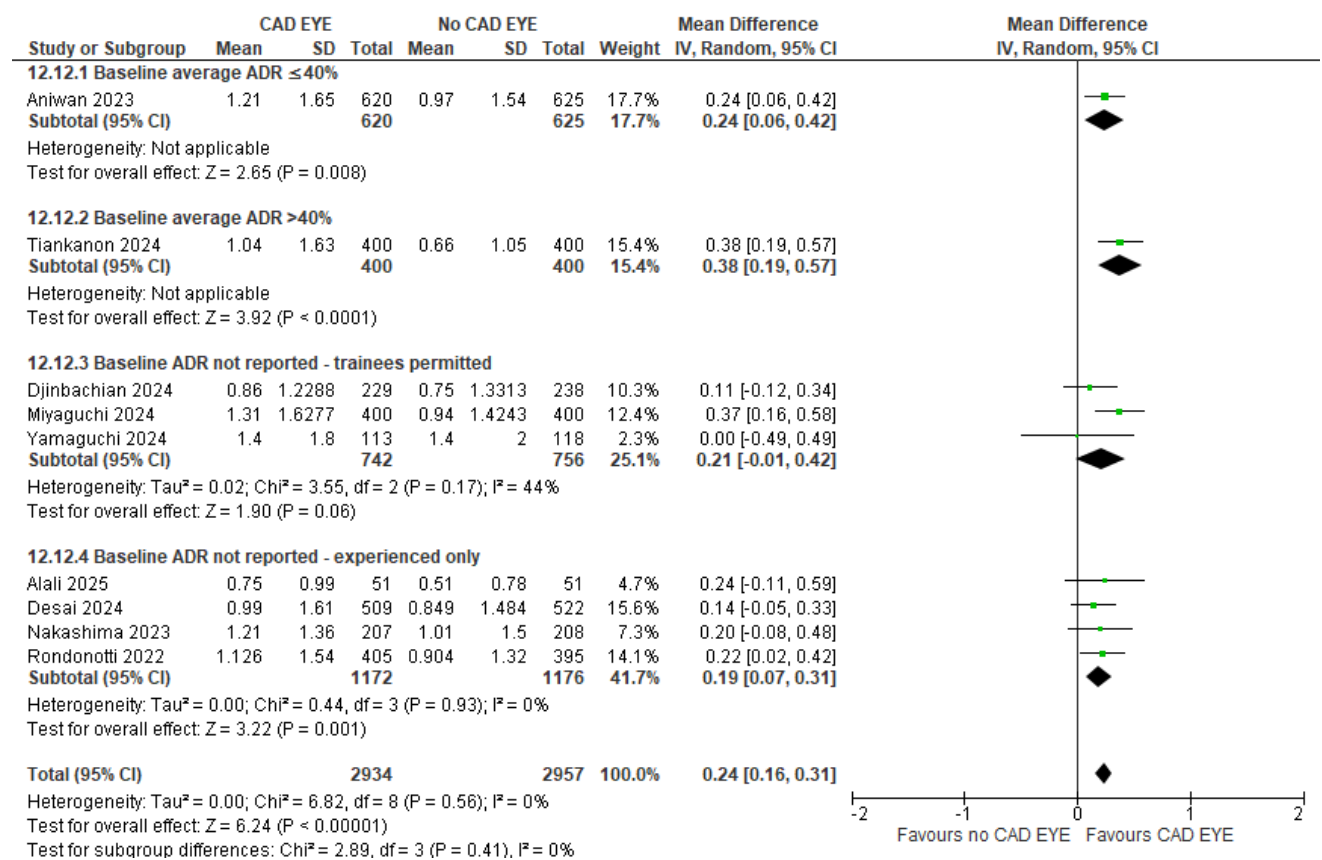 CAD EYE No CAD EYE Mean Difference Mean Difference
Study or Subgroup Mean SD Total Mean SD Total Weight IV, Random, 95% CI IV, Random, 95% CI
12.12.1 Baseline average ADR ≤40%
Aniwan 2023 1.21 1.65 620 0.97 1.54 625 17.7% 0.24 [0.06, 0.42]
Subtotal (95% CI) 620 625 17.7% 0.24 [0.06, 0.42]
Heterogeneity: Not applicable
Test for overall effect: Z = 2.65 (P = 0.008)
12.12.2 Baseline average ADR >40%
Tiankanon 2024 1.04 1.63 400 0.66 1.05 400 15.4% 0.38 [0.19, 0.57]
Subtotal (95% CI) 400 400 15.4% 0.38 [0.19, 0.57]
Heterogeneity: Not applicable
Test for overall effect: Z = 3.92 (P < 0.0001)
12.12.3 Baseline ADR not reported - trainees permitted
Djinbachian 2024 0.86 1.2288 229 0.75 1.3313 238 10.3% 0.11 [-0.12, 0.34]
Miyaguchi 2024 1.31 1.6277 400 0.94 1.4243 400 12.4% 0.37 [0.16, 0.58]
Yamaguchi 2024 1.4 1.8 113 1.4 2 118 2.3% 0.00 [-0.49, 0.49]
Subtotal (95% CI) 742 756 25.1% 0.21 [-0.01, 0.42]
Heterogeneity: Tau² = 0.02; Chi² = 3.55, df = 2 (P = 0.17); I² = 44%
Test for overall effect: Z = 1.90 (P = 0.06)
12.12.4 Baseline ADR not reported - experienced only
Alali 2025 0.75 0.99 51 0.51 0.78 51 4.7% 0.24 [-0.11, 0.59]
Desai 2024 0.99 1.61 509 0.849 1.484 522 15.6% 0.14 [-0.05, 0.33]
Nakashima 2023 1.21 1.36 207 1.01 1.5 208 7.3% 0.20 [-0.08, 0.48]
Rondonotti 2022 1.126 1.54 405 0.904 1.32 395 14.1% 0.22 [0.02, 0.42]
Subtotal (95% CI) 1172 1176 41.7% 0.19 [0.07, 0.31]
Heterogeneity: Tau² = 0.00; Chi² = 0.44, df = 3 (P = 0.93); I² = 0%
Test for overall effect: Z = 3.22 (P = 0.001)
Total (95% CI) 2934 2957 100.0% 0.24 [0.16, 0.31]
Heterogeneity: Tau² = 0.00; Chi² = 6.82, df = 8 (P = 0.56); I² = 0%
Test for overall effect: Z = 6.24 (P < 0.00001)
Test for subgroup differences: Chi² = 2.89, df = 3 (P = 0.41), I² = 0%
-2 -1 0 1 2
Favours no CAD EYE Favours CAD EYE